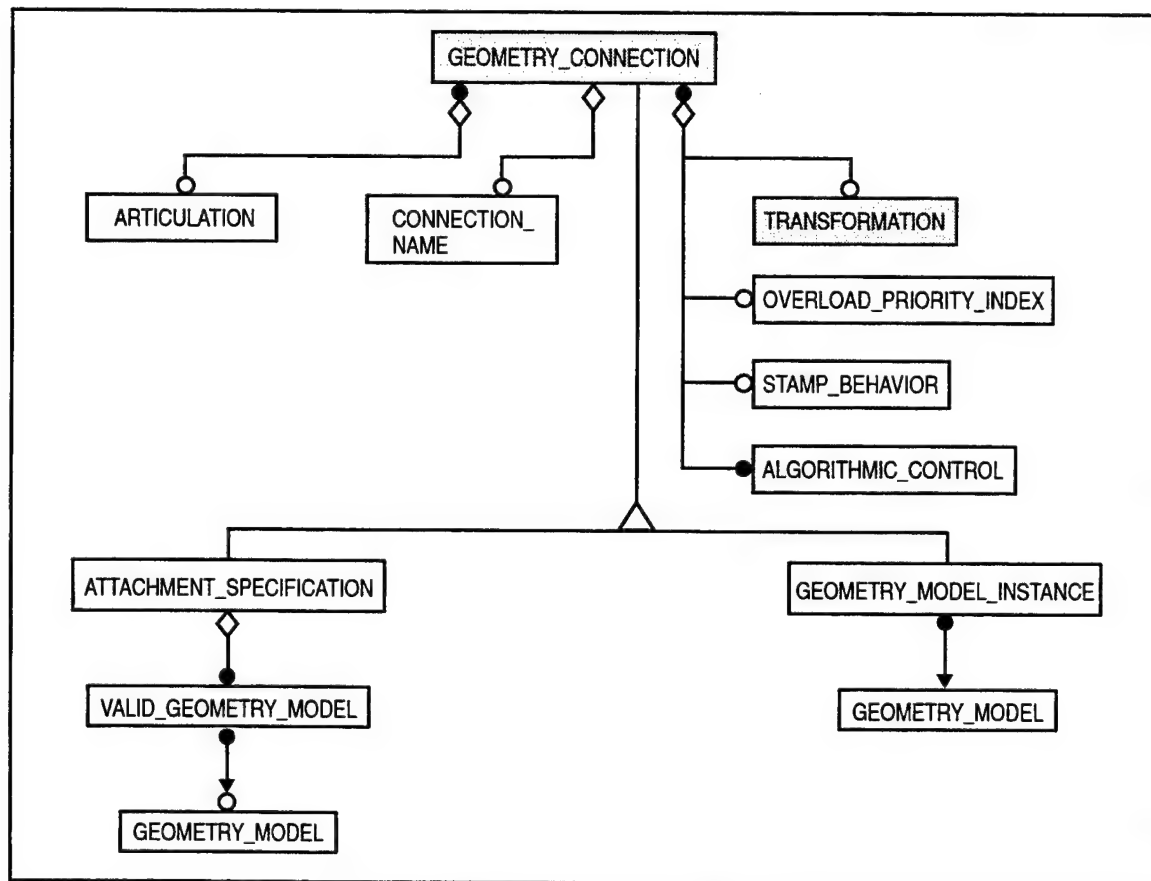 GEOMETRY_CONNECTION
ARTICULATION
CONNECTION_
NAME
TRANSFORMATION
OVERLOAD_PRIORITY_INDEX
STAMP_BEHAVIOR
ALGORITHMIC_CONTROL
ATTACHMENT_SPECIFICATION
GEOMETRY_MODEL_INSTANCE
VALID_GEOMETRY_MODEL
GEOMETRY_MODEL
GEOMETRY_MODEL